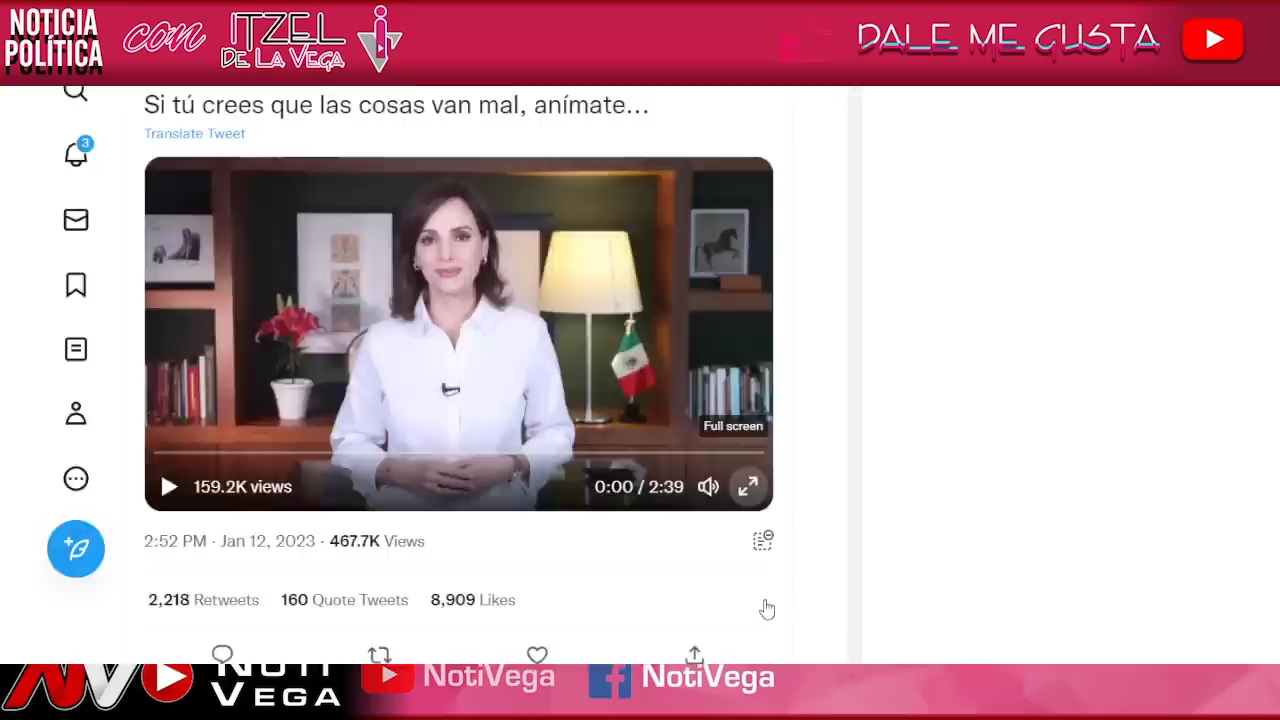 NOTICIA
POLÍTICA
con
ITZEL
DE LA VEGA
DALE ME GUSTA
3
Si tú crees que las cosas van mal, anímate...
Translate Tweet
Full screen
159.2K views
0:00 / 2:39
2:52 PM · Jan 12, 2023 · 467.7K Views
2,218 Retweets 160 Quote Tweets 8,909 Likes
NV
NOTI
VEGA
NotiVega
NotiVega